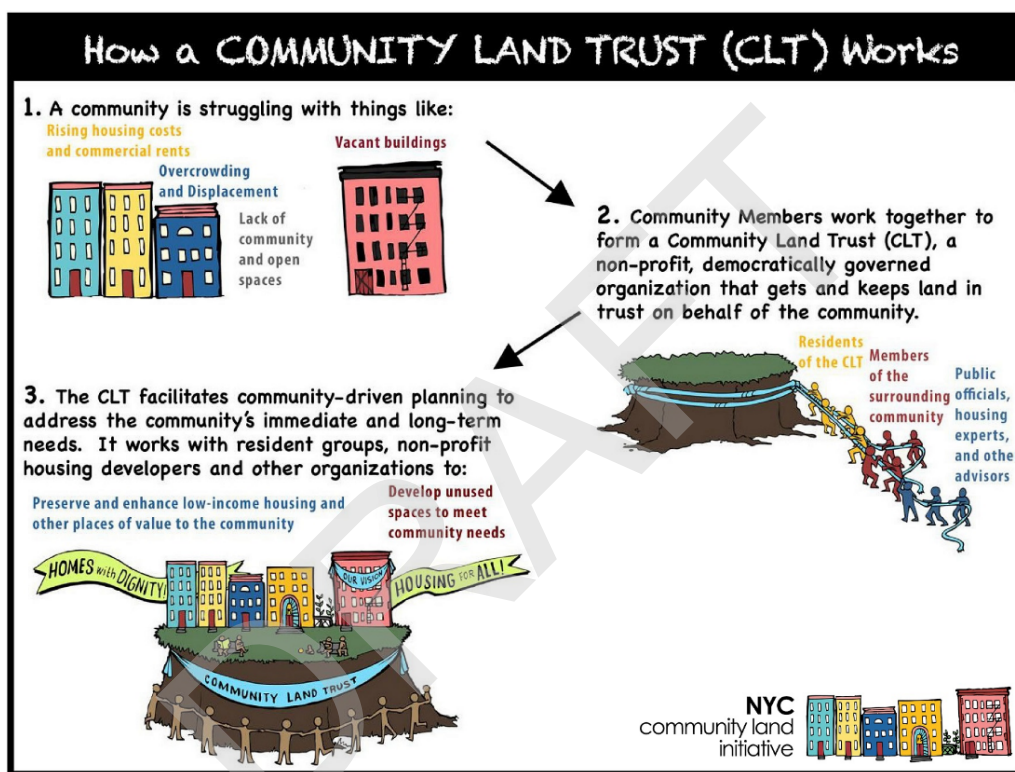 How a COMMUNITY LAND TRUST (CLT) Works
1. A community is struggling with things like:
Rising housing costs
and commercial rents
Overcrowding
and Displacement
Lack of
community
and open
spaces
Vacant buildings
2. Community Members work together to
form a Community Land Trust (CLT), a
non-profit, democratically governed
organization that gets and keeps land in
trust on behalf of the community.
Residents
of the CLT
Members
of the
surrounding
community
Public
officials,
housing
experts,
and other
advisors
3. The CLT facilitates community-driven planning to
address the community's immediate and long-term
needs. It works with resident groups, non-profit
housing developers and other organizations to:
Preserve and enhance low-income housing and
other places of value to the community
Develop unused
spaces to meet
community needs
HOMES with DIGNITY!
OUR VISION
HOUSING FOR ALL!
COMMUNITY LAND TRUST
NYC
community land
initiative
DRAFT